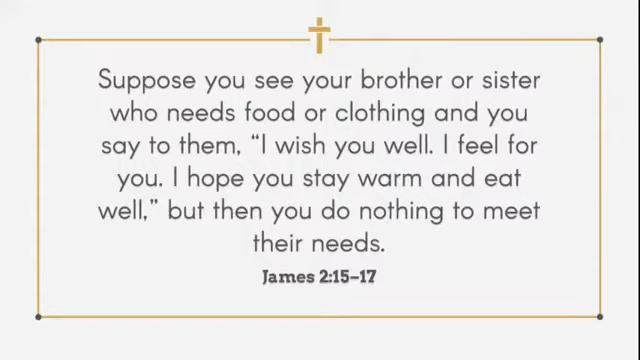 Suppose you see your brother or sister
who needs food or clothing and you
say to them, “I wish you well. I feel for
you. I hope you stay warm and eat
well,” but then you do nothing to meet
their needs.
James 2:15–17